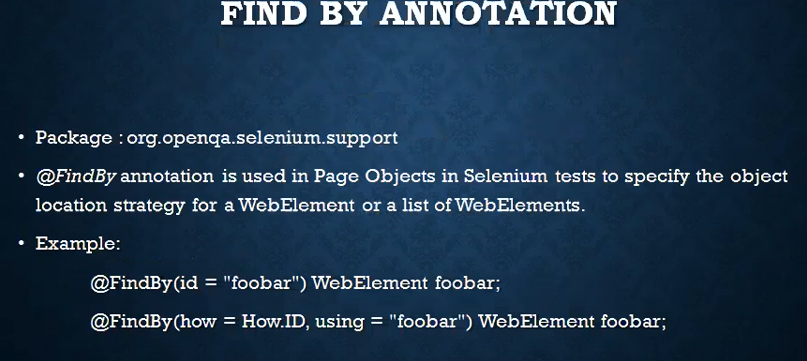 FIND BY ANNOTATION
• Package : org.openqa.selenium.support
• @FindBy annotation is used in Page Objects in Selenium tests to specify the object
location strategy for a WebElement or a list of WebElements.
• Example:
@FindBy(id = "foobar") WebElement foobar;
@FindBy(how = How.ID, using = "foobar") WebElement foobar;